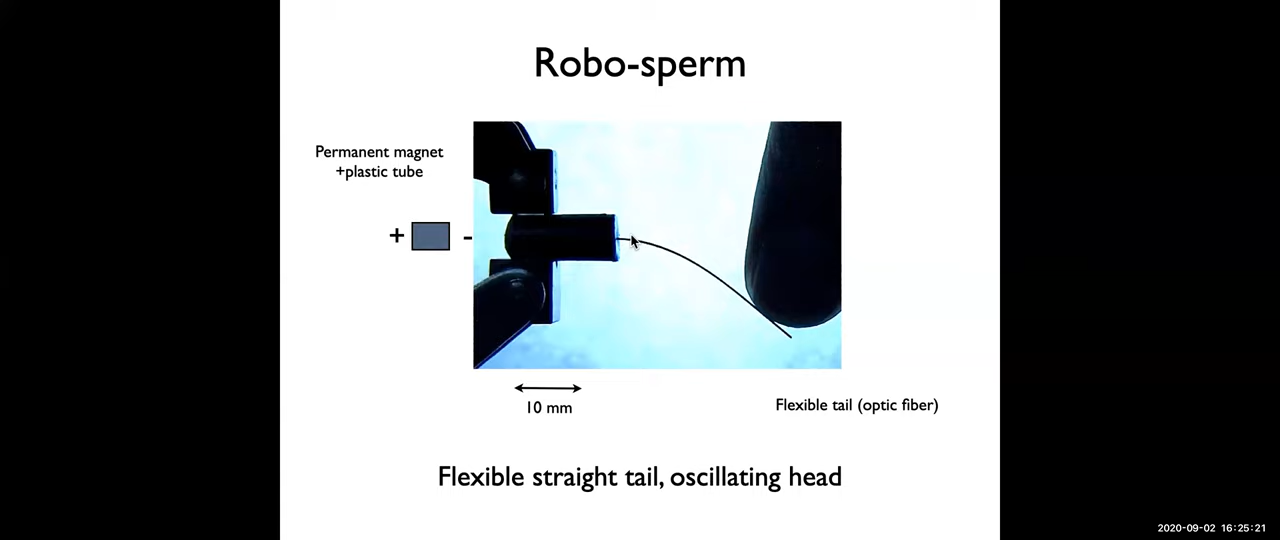 Robo-sperm
Permanent magnet
+plastic tube
+ -
10 mm
Flexible tail (optic fiber)
Flexible straight tail, oscillating head
2020-09-02 16:25:21